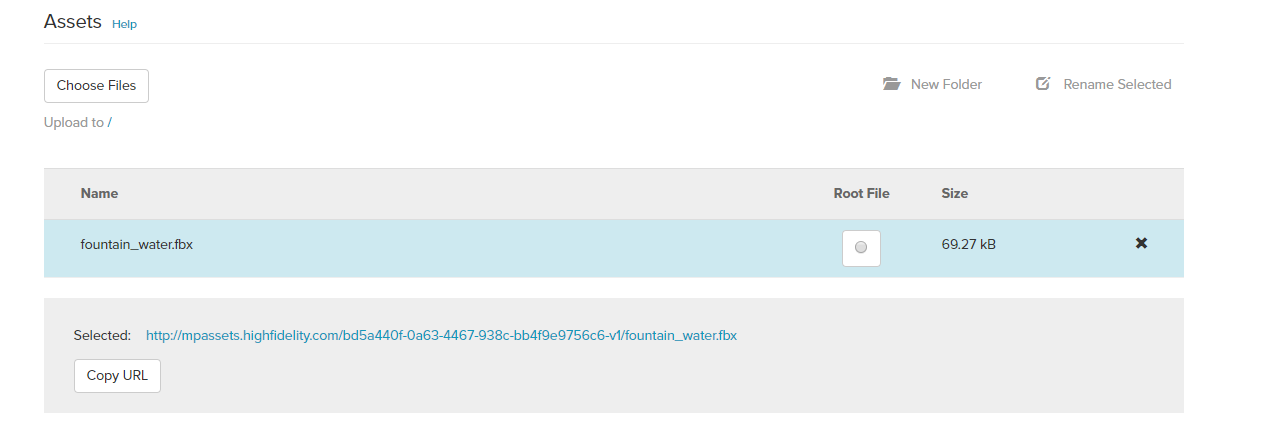 Assets Help
Choose Files New Folder Rename Selected
Upload to /
Name Root File Size
fountain_water.fbx 69.27 kB
Selected: http://mpassets.highfidelity.com/bd5a440f-0a63-4467-938c-bb4f9e9756c6-v1/fountain_water.fbx
Copy URL